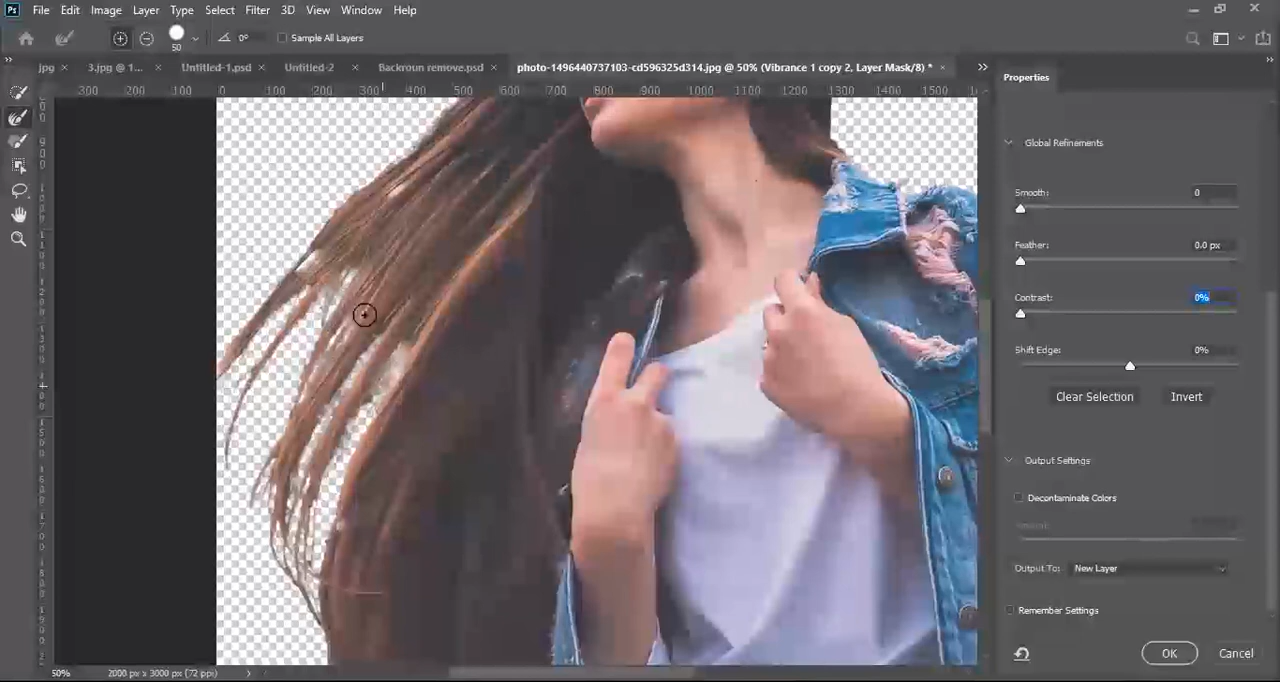 Ps File Edit Image Layer Type Select Filter 3D View Window Help
50 0° Sample All Layers
jpg × 3.jpg @ 1... × Untitled-1.psd × Untitled-2 × Backroun remove.psd × photo-1496440737103-cd596325d314.jpg @ 50% (Vibrance 1 copy 2, Layer Mask/8) * ×
Properties
300 200 100 0 100 200 300 400 500 600 700 800 900 1000 1100 1200 1300 1400 1500
Global Refinements
Smooth: 0
Feather: 0.0 px
Contrast: 0%
Shift Edge: 0%
Clear Selection Invert
Output Settings
Decontaminate Colors
Output To: New Layer
Remember Settings
OK Cancel
50% 2000 px x 3000 px (72 ppi)